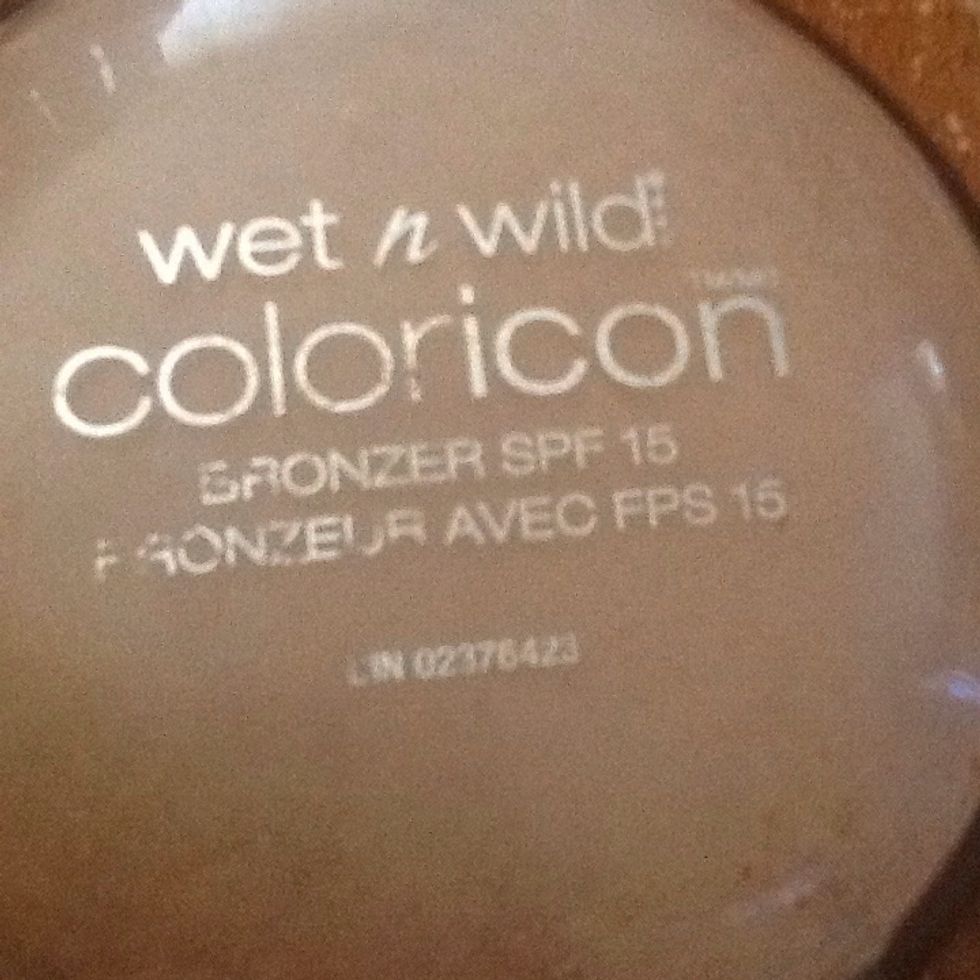 wet n wild
coloricon
BRONZER SPF 15
BRONZEUR AVEC FPS 15
DIN 02376423